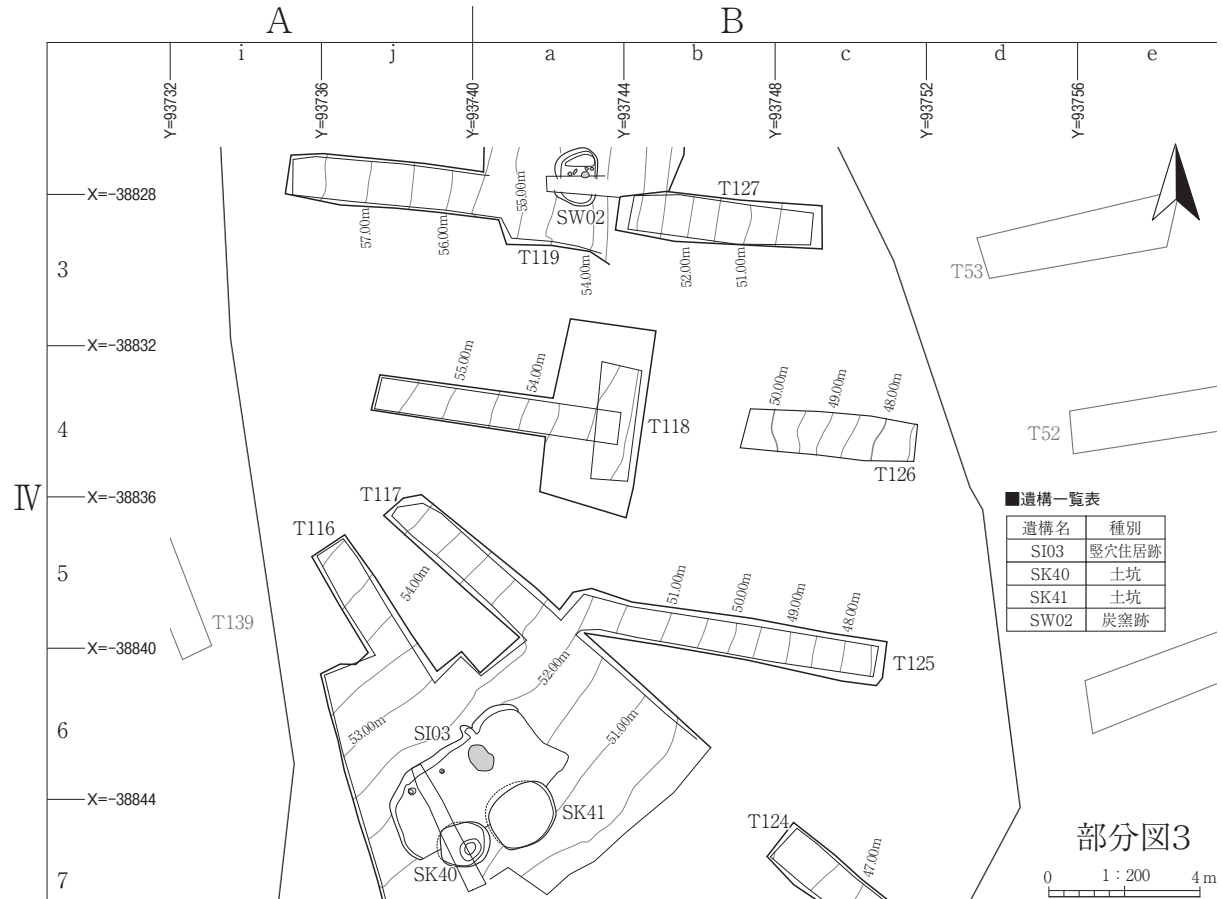 A B
i j a b c d e
Y=93732 Y=93736 Y=93740 Y=93744 Y=93748 Y=93752 Y=93756
X=-38828
X=-38832
X=-38836
X=-38840
X=-38844
Ⅳ
3
4
5
6
7
57.00m
56.00m
55.00m
SW02
T119
54.00m
T127
52.00m
51.00m
T53
55.00m
54.00m
T118
50.00m
49.00m
48.00m
T126
T52
T117
T116
54.00m
T139
51.00m
50.00m
49.00m
48.00m
T125
52.00m
53.00m
51.00m
SI03
SK41
SK40
T124
47.00m
■遺構一覧表
遺構名 種別
SI03 竪穴住居跡
SK40 土坑
SK41 土坑
SW02 炭窯跡
部分図3
0 1：200 4m